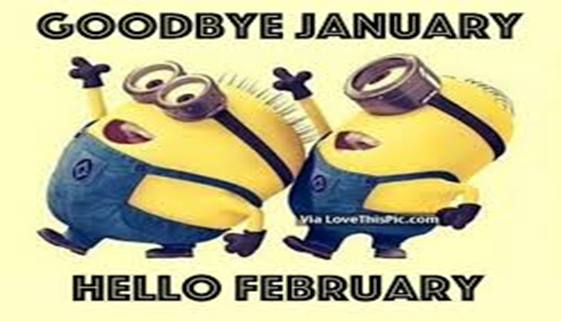 GOODBYE JANUARY
Via LoveThisPic.com
HELLO FEBRUARY